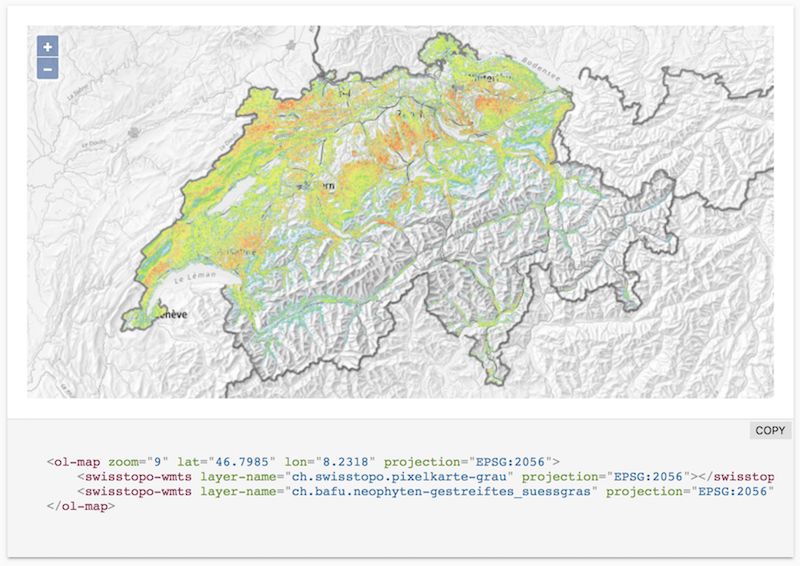 +
−
Bodensee
Le Doubs
Le Léman
COPY
<ol-map zoom="9" lat="46.7985" lon="8.2318" projection="EPSG:2056">
<swisstopo-wmts layer-name="ch.swisstopo.pixelkarte-grau" projection="EPSG:2056"></swisstop
<swisstopo-wmts layer-name="ch.bafu.neophyten-gestreiftes_suessgras" projection="EPSG:2056"
</ol-map>